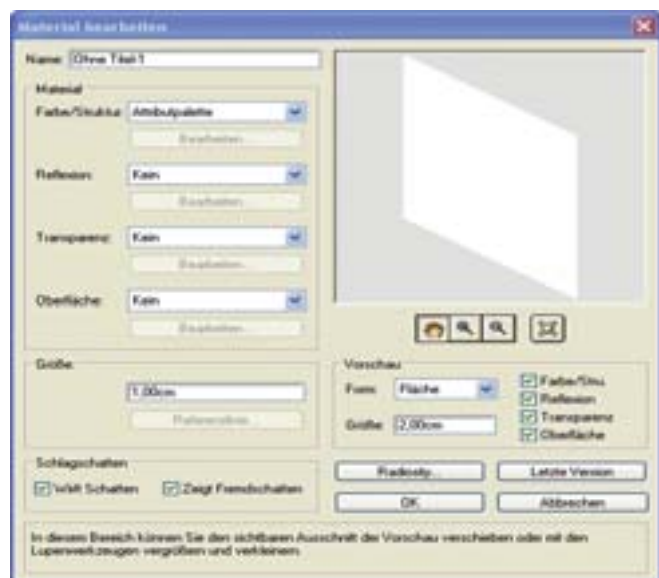 Material bearbeiten
Name: Ohne Titel-1
Material
Farbe/Struktur: Attributpalette
Bearbeiten...
Reflexion: Kein
Bearbeiten...
Transparenz: Kein
Bearbeiten...
Oberfläche: Kein
Bearbeiten...
Größe
1,00cm
Vorschau
Form: Fläche
Größe: 2,00cm
Farbe/Stru.
Reflexion
Transparenz
Oberfläche
Schlagschatten
Wirft Schatten
Zeigt Fremdschatten
Radiosity...
Letzte Version
OK
Abbrechen
In diesem Bereich können Sie den sichtbaren Ausschnitt der Vorschau verschieben oder mit den
Lupenwerkzeugen vergrößern und verkleinern.